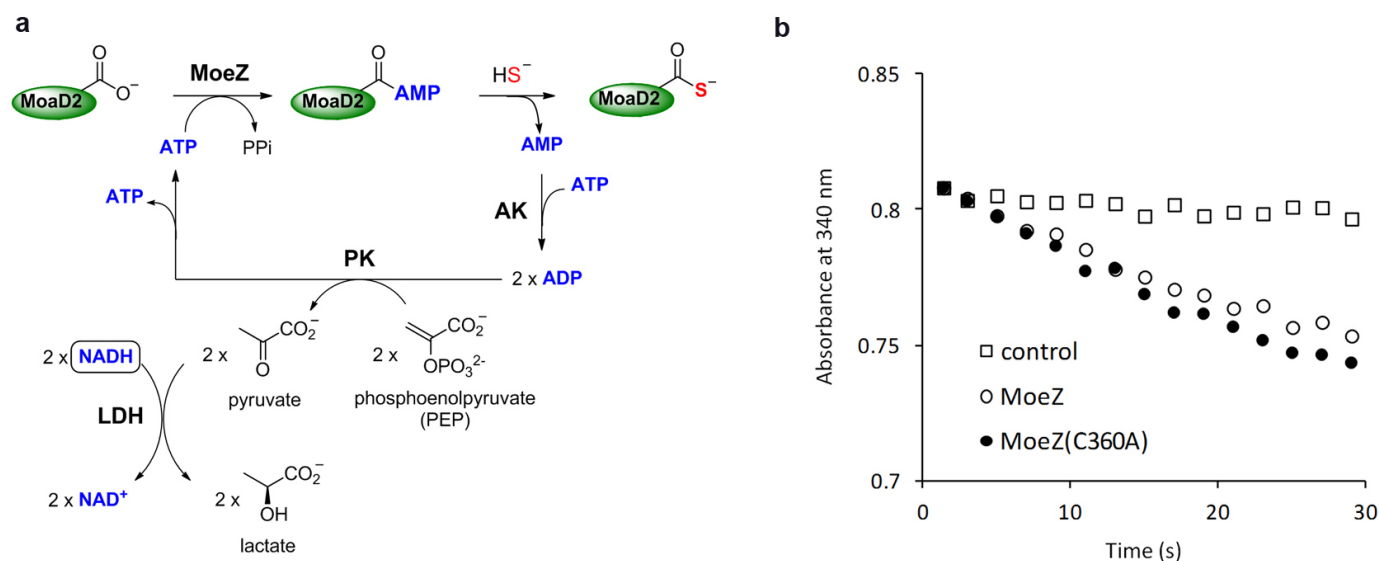 a
MoaD2
O
O⁻
MoeZ
ATP
PPi
MoaD2
O
AMP
HS⁻
AMP
MoaD2
O
S⁻
ATP
ATP
AK
PK
2 x ADP
2 x NADH
2 x
CO₂⁻
O
2 x
CO₂⁻
OPO₃²⁻
pyruvate
phosphoenolpyruvate
(PEP)
LDH
2 x NAD⁺
2 x
CO₂⁻
OH
lactate
b
Absorbance at 340 nm
0.85
0.8
0.75
0.7
control
MoeZ
MoeZ(C360A)
0
10
20
30
Time (s)